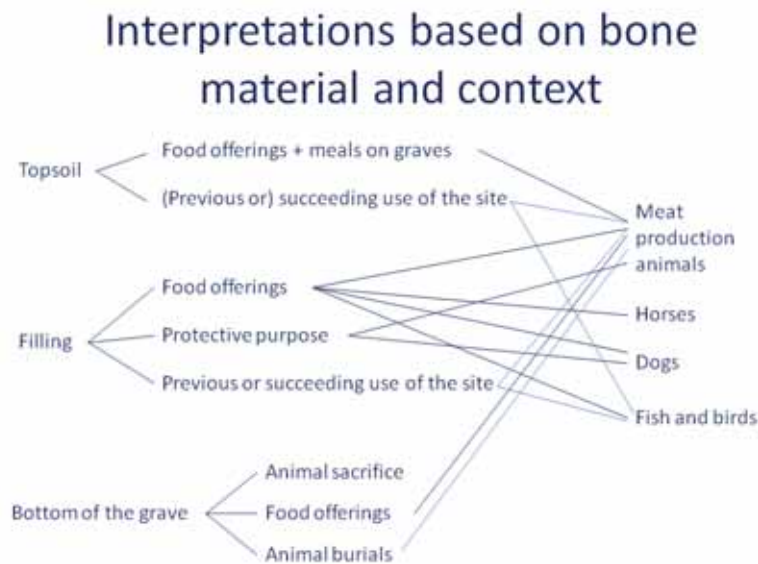 Interpretations based on bone
material and context
Topsoil
Food offerings + meals on graves
(Previous or) succeeding use of the site
Filling
Food offerings
Protective purpose
Previous or succeeding use of the site
Bottom of the grave
Animal sacrifice
Food offerings
Animal burials
Meat
production
animals
Horses
Dogs
Fish and birds